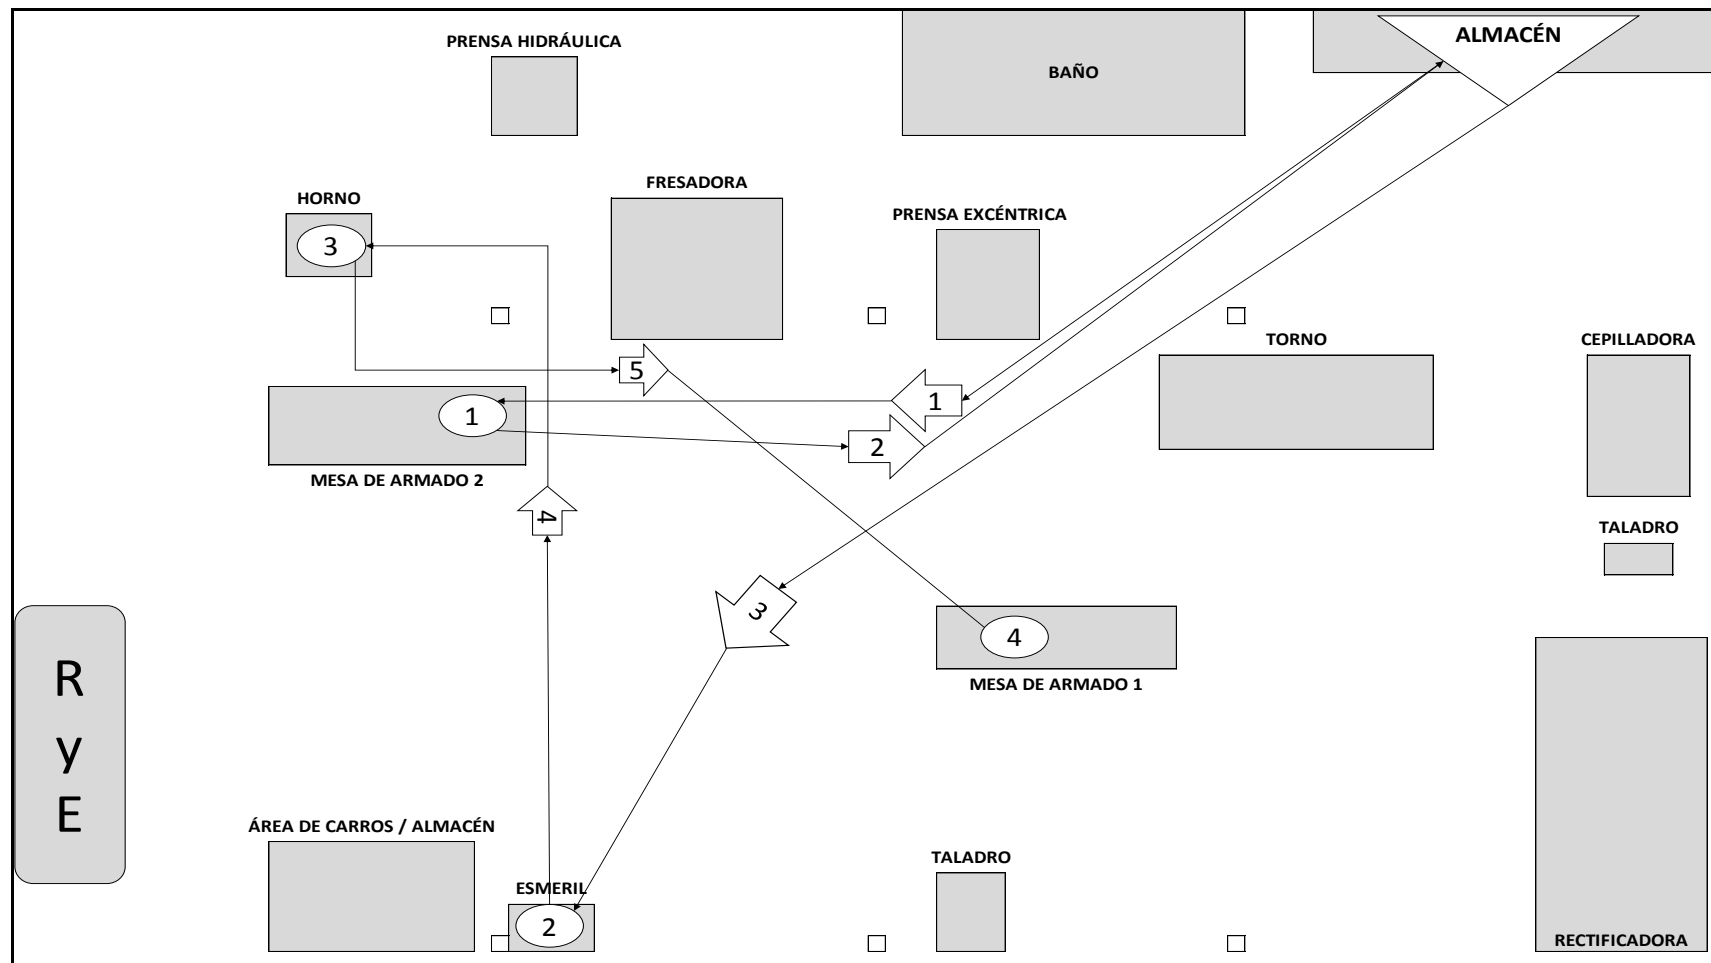 ALMACÉN
PRENSA HIDRÁULICA
BAÑO
FRESADORA
HORNO
PRENSA EXCÉNTRICA
3
TORNO
CEPILLADORA
5
1
1
2
MESA DE ARMADO 2
4
TALADRO
3
4
MESA DE ARMADO 1
R
y
E
ÁREA DE CARROS / ALMACÉN
TALADRO
ESMERIL
2
RECTIFICADORA